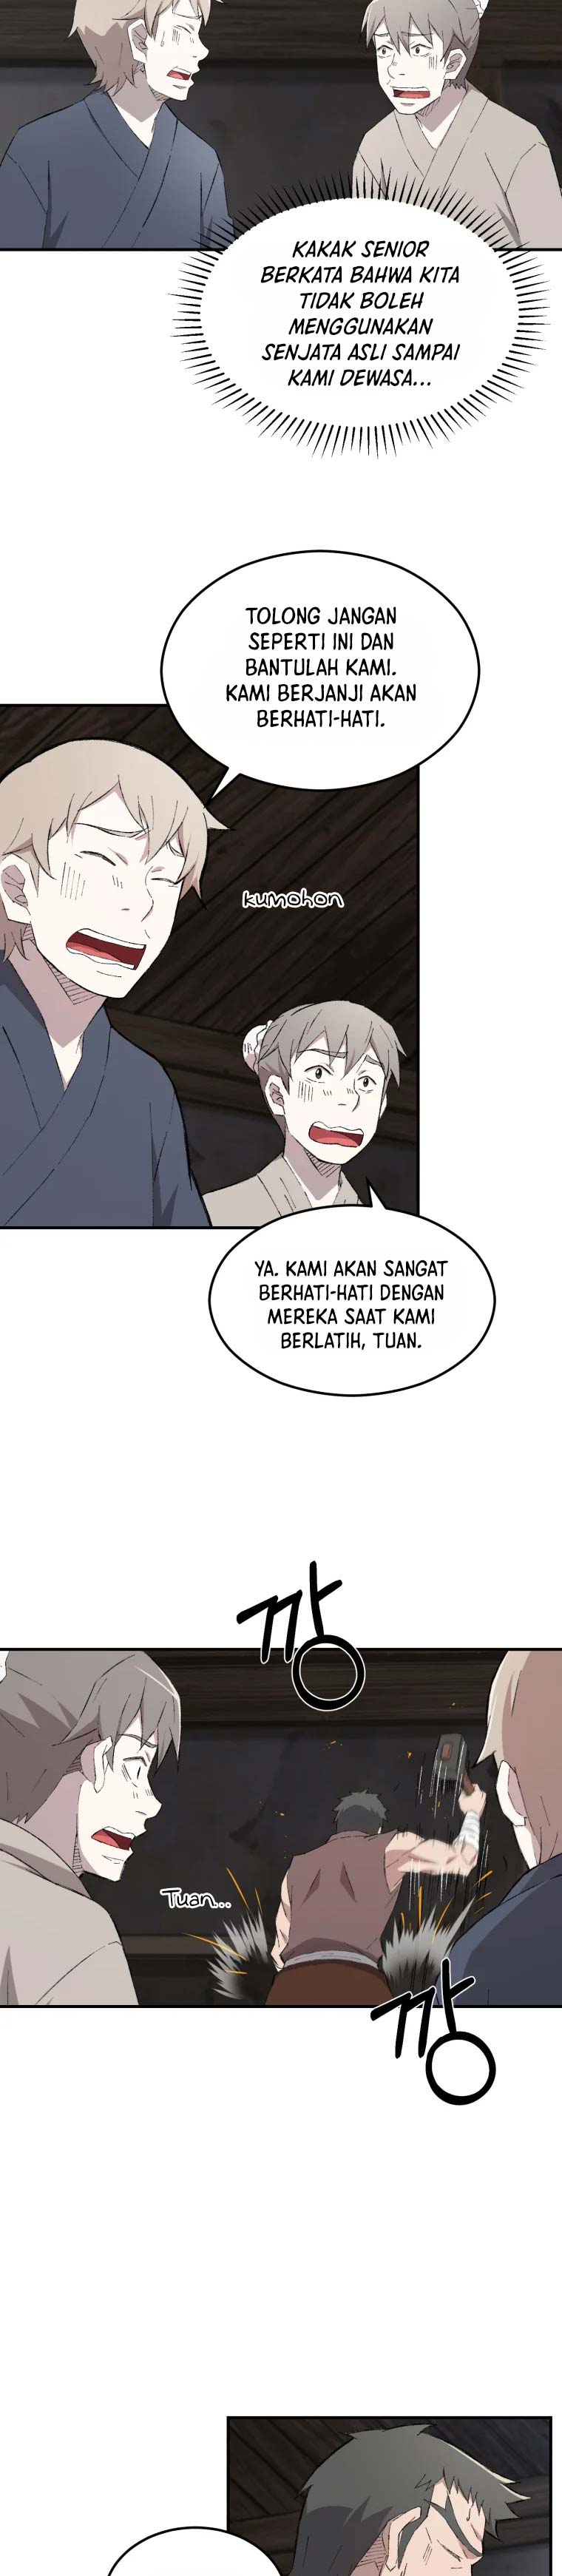 KAKAK SENIOR
BERKATA BAHWA KITA
TIDAK BOLEH
MENGGUNAKAN
SENJATA ASLI SAMPAI
KAMI DEWASA...
TOLONG JANGAN
SEPERTI INI DAN
BANTULAH KAMI.
KAMI BERJANJI AKAN
BERHATI-HATI.
kumohon
YA. KAMI AKAN SANGAT
BERHATI-HATI DENGAN
MEREKA SAAT KAMI
BERLATIH, TUAN.
깡
Tuan...
깡